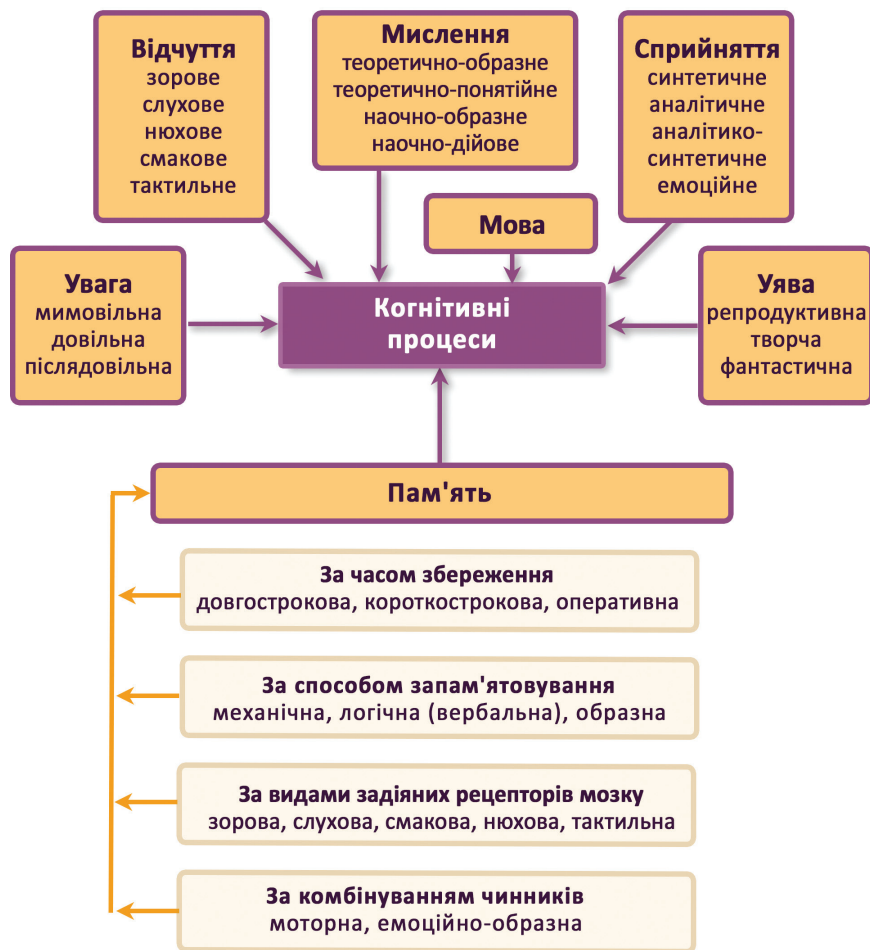 Відчуття
зорове
слухове
нюхове
смакове
тактильне
Мислення
теоретично-образне
теоретично-понятійне
наочно-образне
наочно-дійове
Сприйняття
синтетичне
аналітичне
аналітико-
синтетичне
емоційне
Мова
Увага
мимовільна
довільна
післядовільна
Когнітивні
процеси
Уява
репродуктивна
творча
фантастична
Пам'ять
За часом збереження
довгострокова, короткострокова, оперативна
За способом запам'ятовування
механічна, логічна (вербальна), образна
За видами задіяних рецепторів мозку
зорова, слухова, смакова, нюхова, тактильна
За комбінуванням чинників
моторна, емоційно-образна